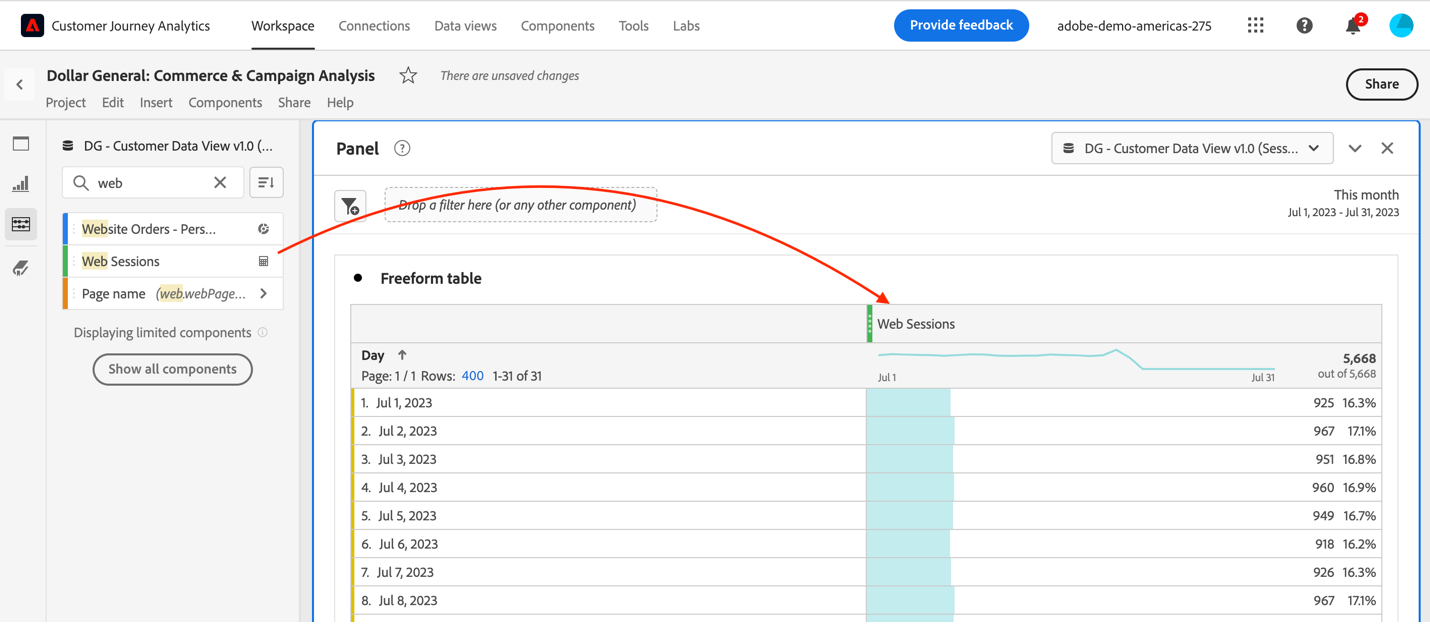 Customer Journey Analytics Workspace Connections Data views Components Tools Labs Provide feedback adobe-demo-americas-275 2
Dollar General: Commerce & Campaign Analysis There are unsaved changes
Project Edit Insert Components Share Help
Share
DG - Customer Data View v1.0 (...
web
Website Orders - Pers...
Web Sessions
Page name (web.webPage...
Displaying limited components
Show all components
Panel
DG - Customer Data View v1.0 (Sess...
Drop a filter here (or any other component)
This month
Jul 1, 2023 - Jul 31, 2023
Freeform table
Web Sessions
Day
Page: 1 / 1 Rows: 400 1-31 of 31
Jul 1 Jul 31
5,668
out of 5,668
1. Jul 1, 2023 925 16.3%
2. Jul 2, 2023 967 17.1%
3. Jul 3, 2023 951 16.8%
4. Jul 4, 2023 960 16.9%
5. Jul 5, 2023 949 16.7%
6. Jul 6, 2023 918 16.2%
7. Jul 7, 2023 926 16.3%
8. Jul 8, 2023 967 17.1%